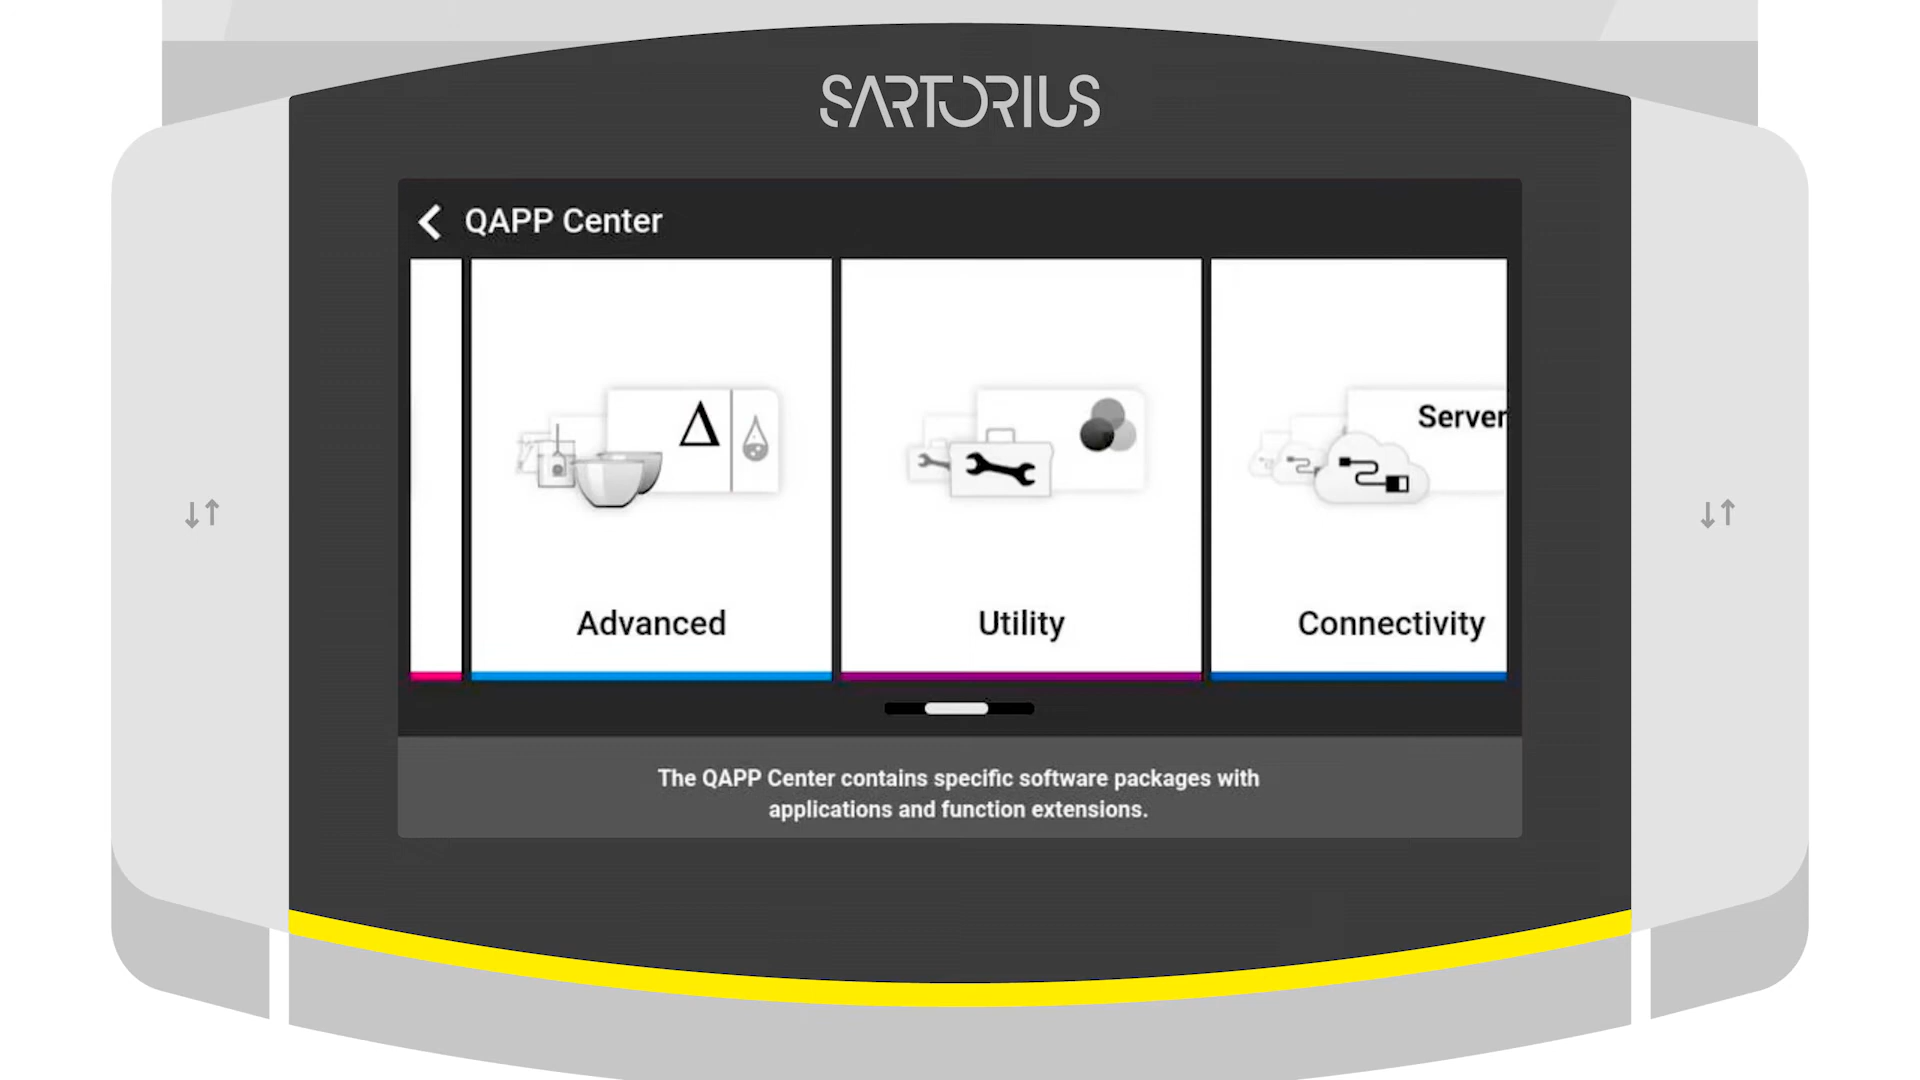 SARTORIUS
QAPP Center
Δ
Server
Advanced
Utility
Connectivity
The QAPP Center contains specific software packages with
applications and function extensions.